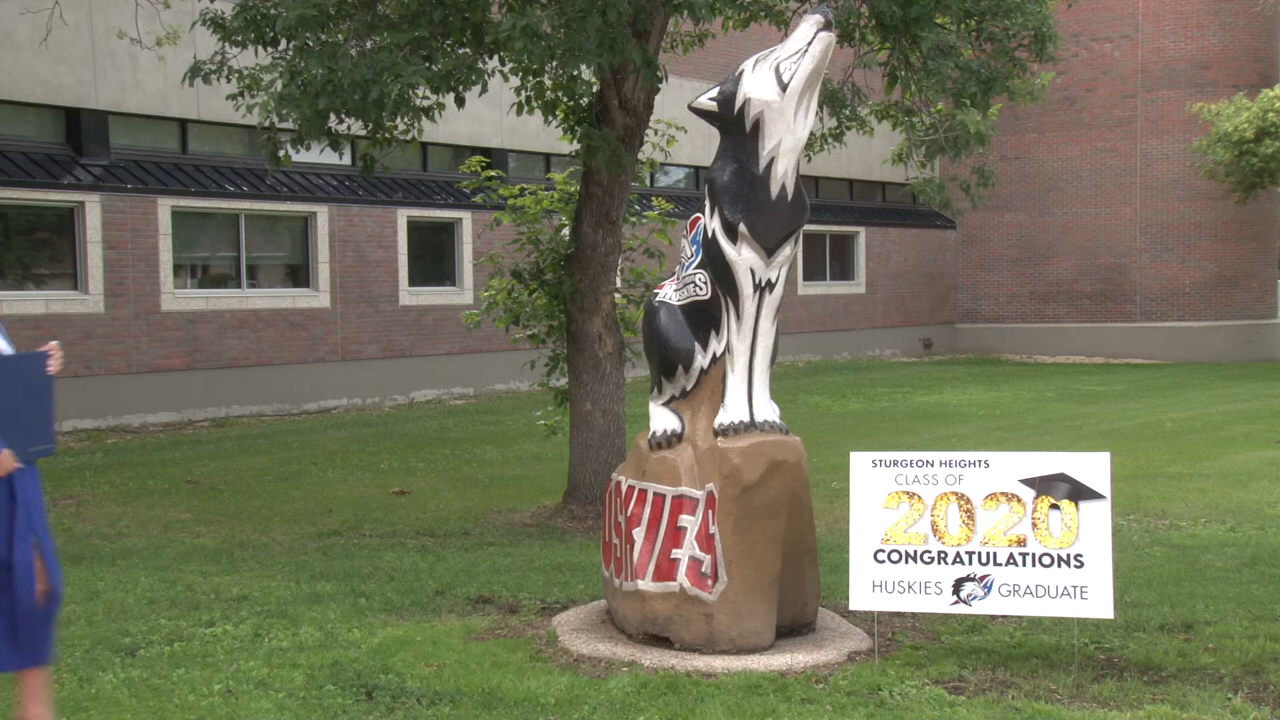 HUSKIES
USKIES
STURGEON HEIGHTS
CLASS OF
2020
CONGRATULATIONS
HUSKIES GRADUATE